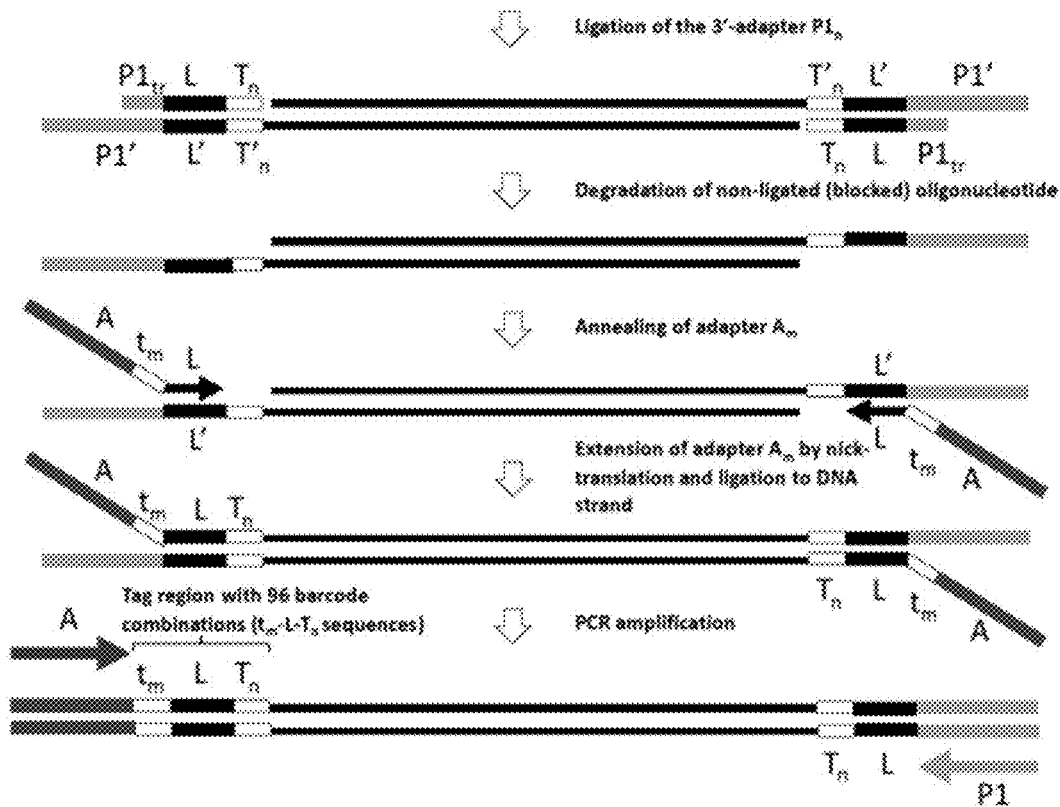 Ligation of the 3'-adapter P1n
P1tr L Tn T'n L' P1'
P1' L' T'n Tn L P1tr
Degradation of non-ligated (blocked) oligonucleotide
A
Annealing of adapter Am
tm L L'
L' L tm A
A
Extension of adapter Am by nick-
translation and ligation to DNA
strand
tm L Tn
Tn L tm A
Tag region with 96 barcode
combinations (tm-L-Tn sequences)
A
PCR amplification
tm L Tn
Tn L
P1